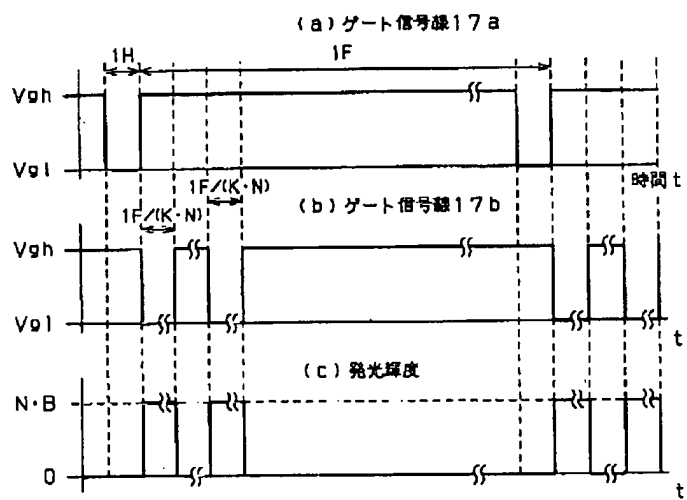 (a)ゲート信号線17a
1H
1F
Vgh
Vgl
時間t
1F/(K・N)
1F/(K・N)
(b)ゲート信号線17b
Vgh
Vgl
t
(c)発光輝度
N・B
0
t